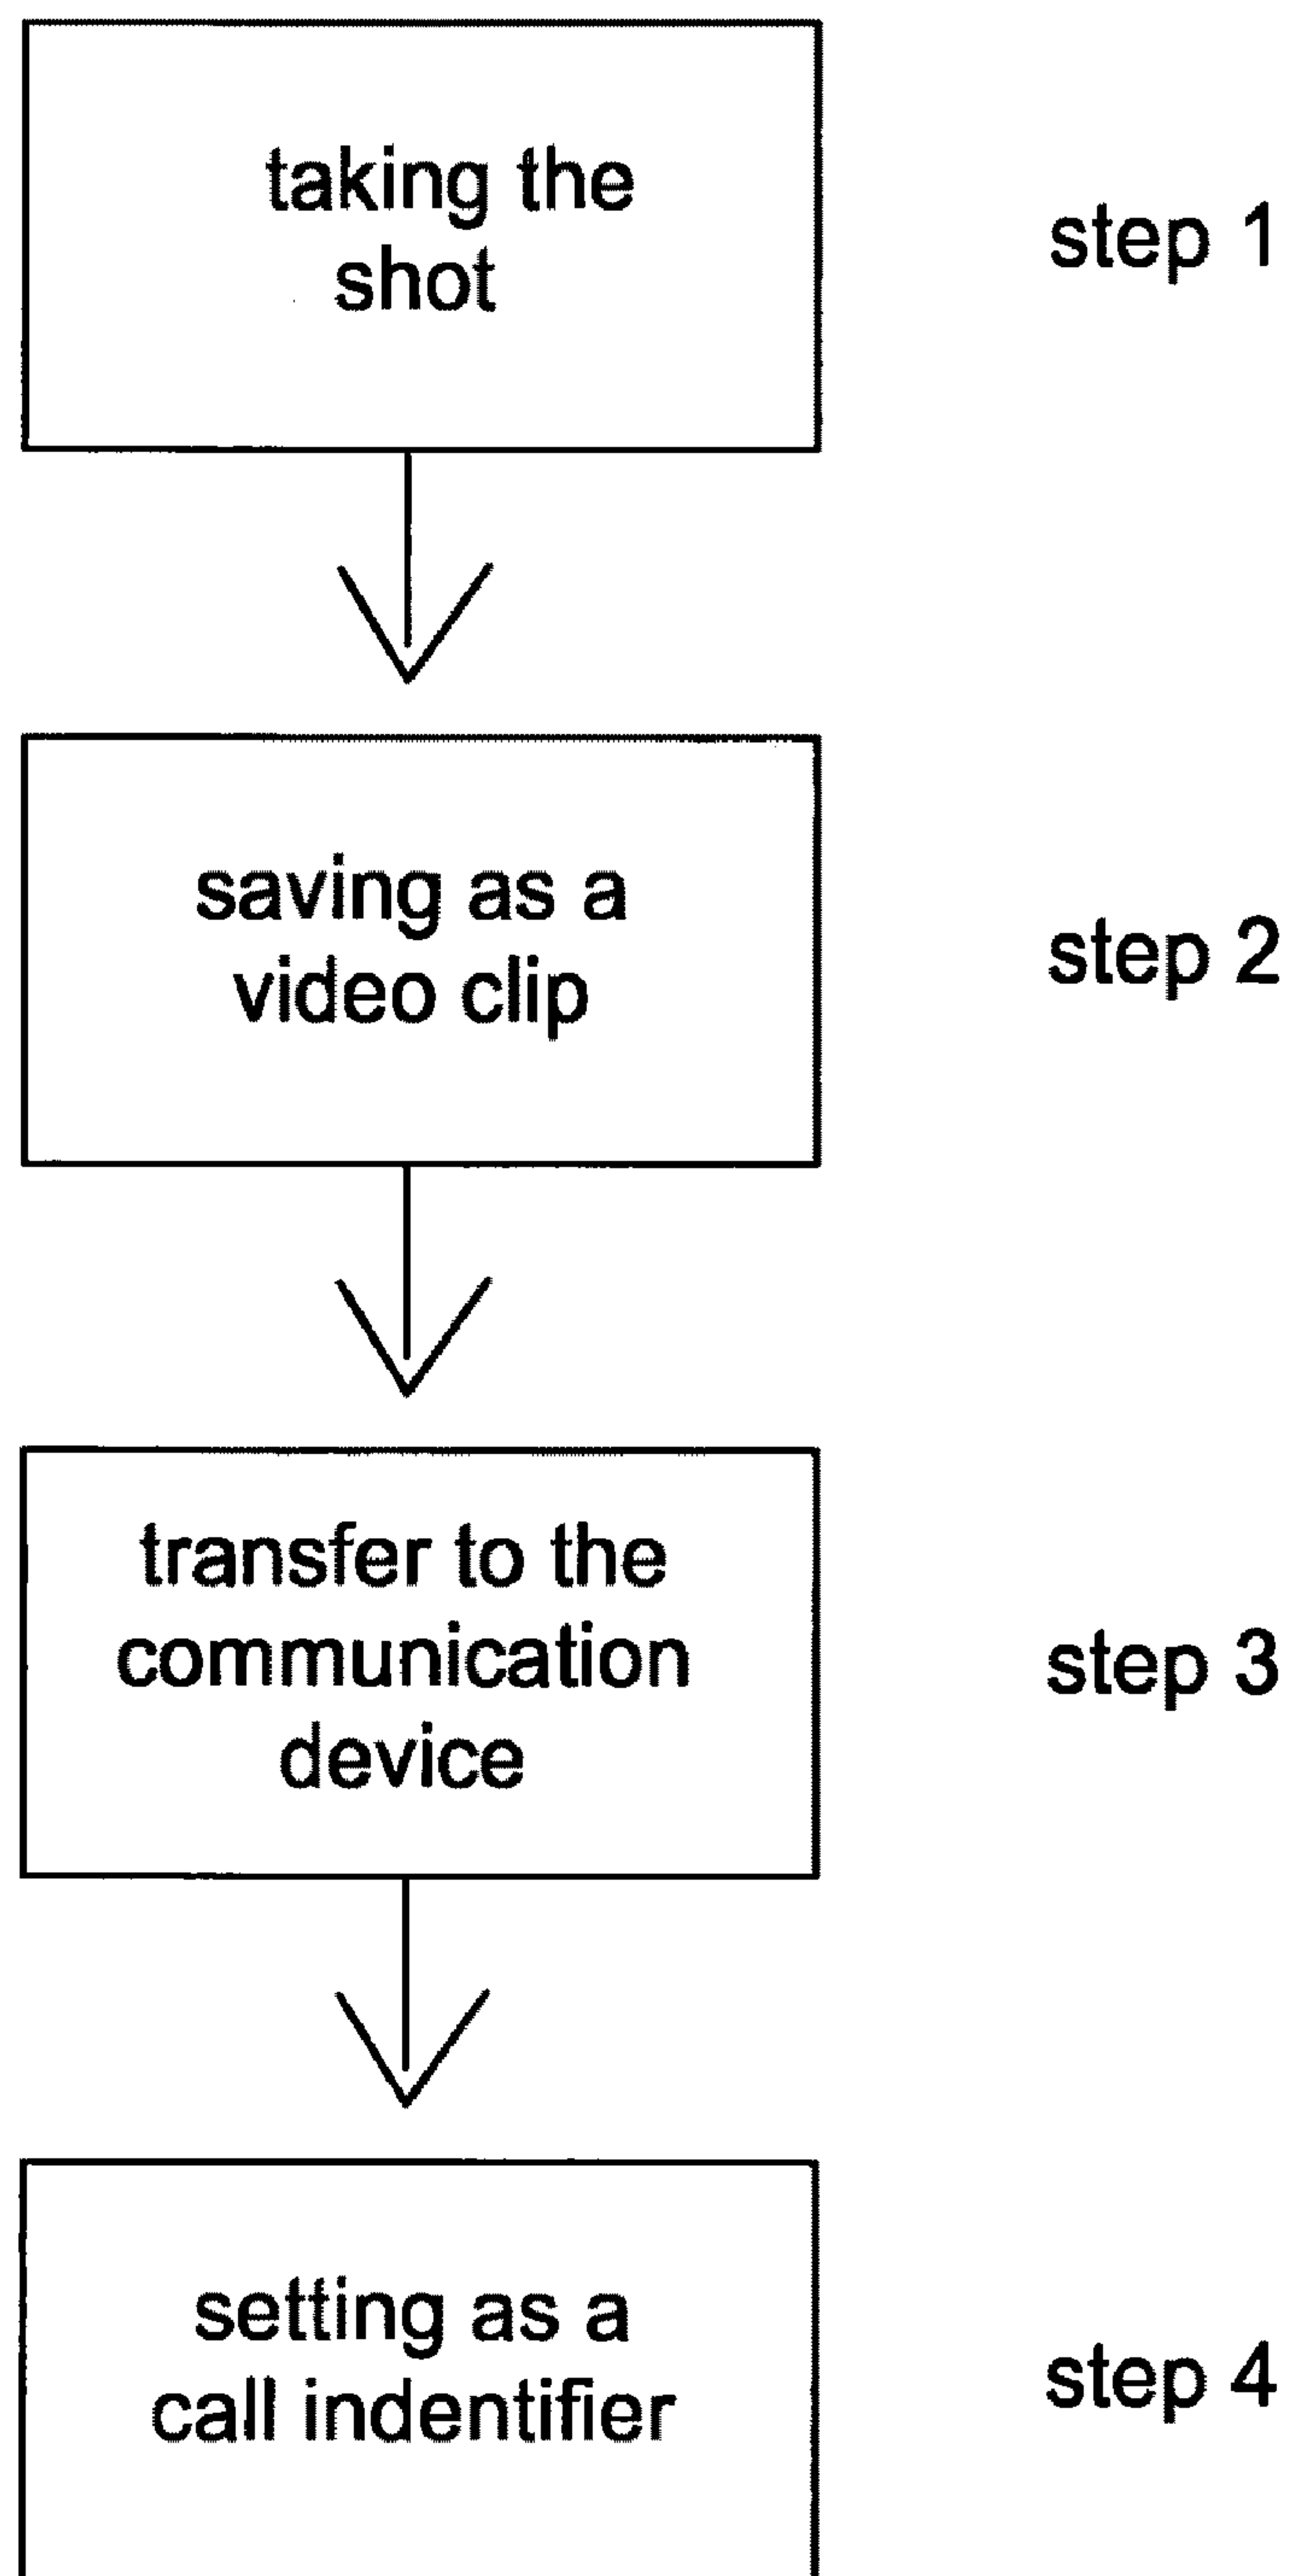 taking the
shot
step 1
saving as a
video clip
step 2
transfer to the
communication
device
step 3
setting as a
call indentifier
step 4